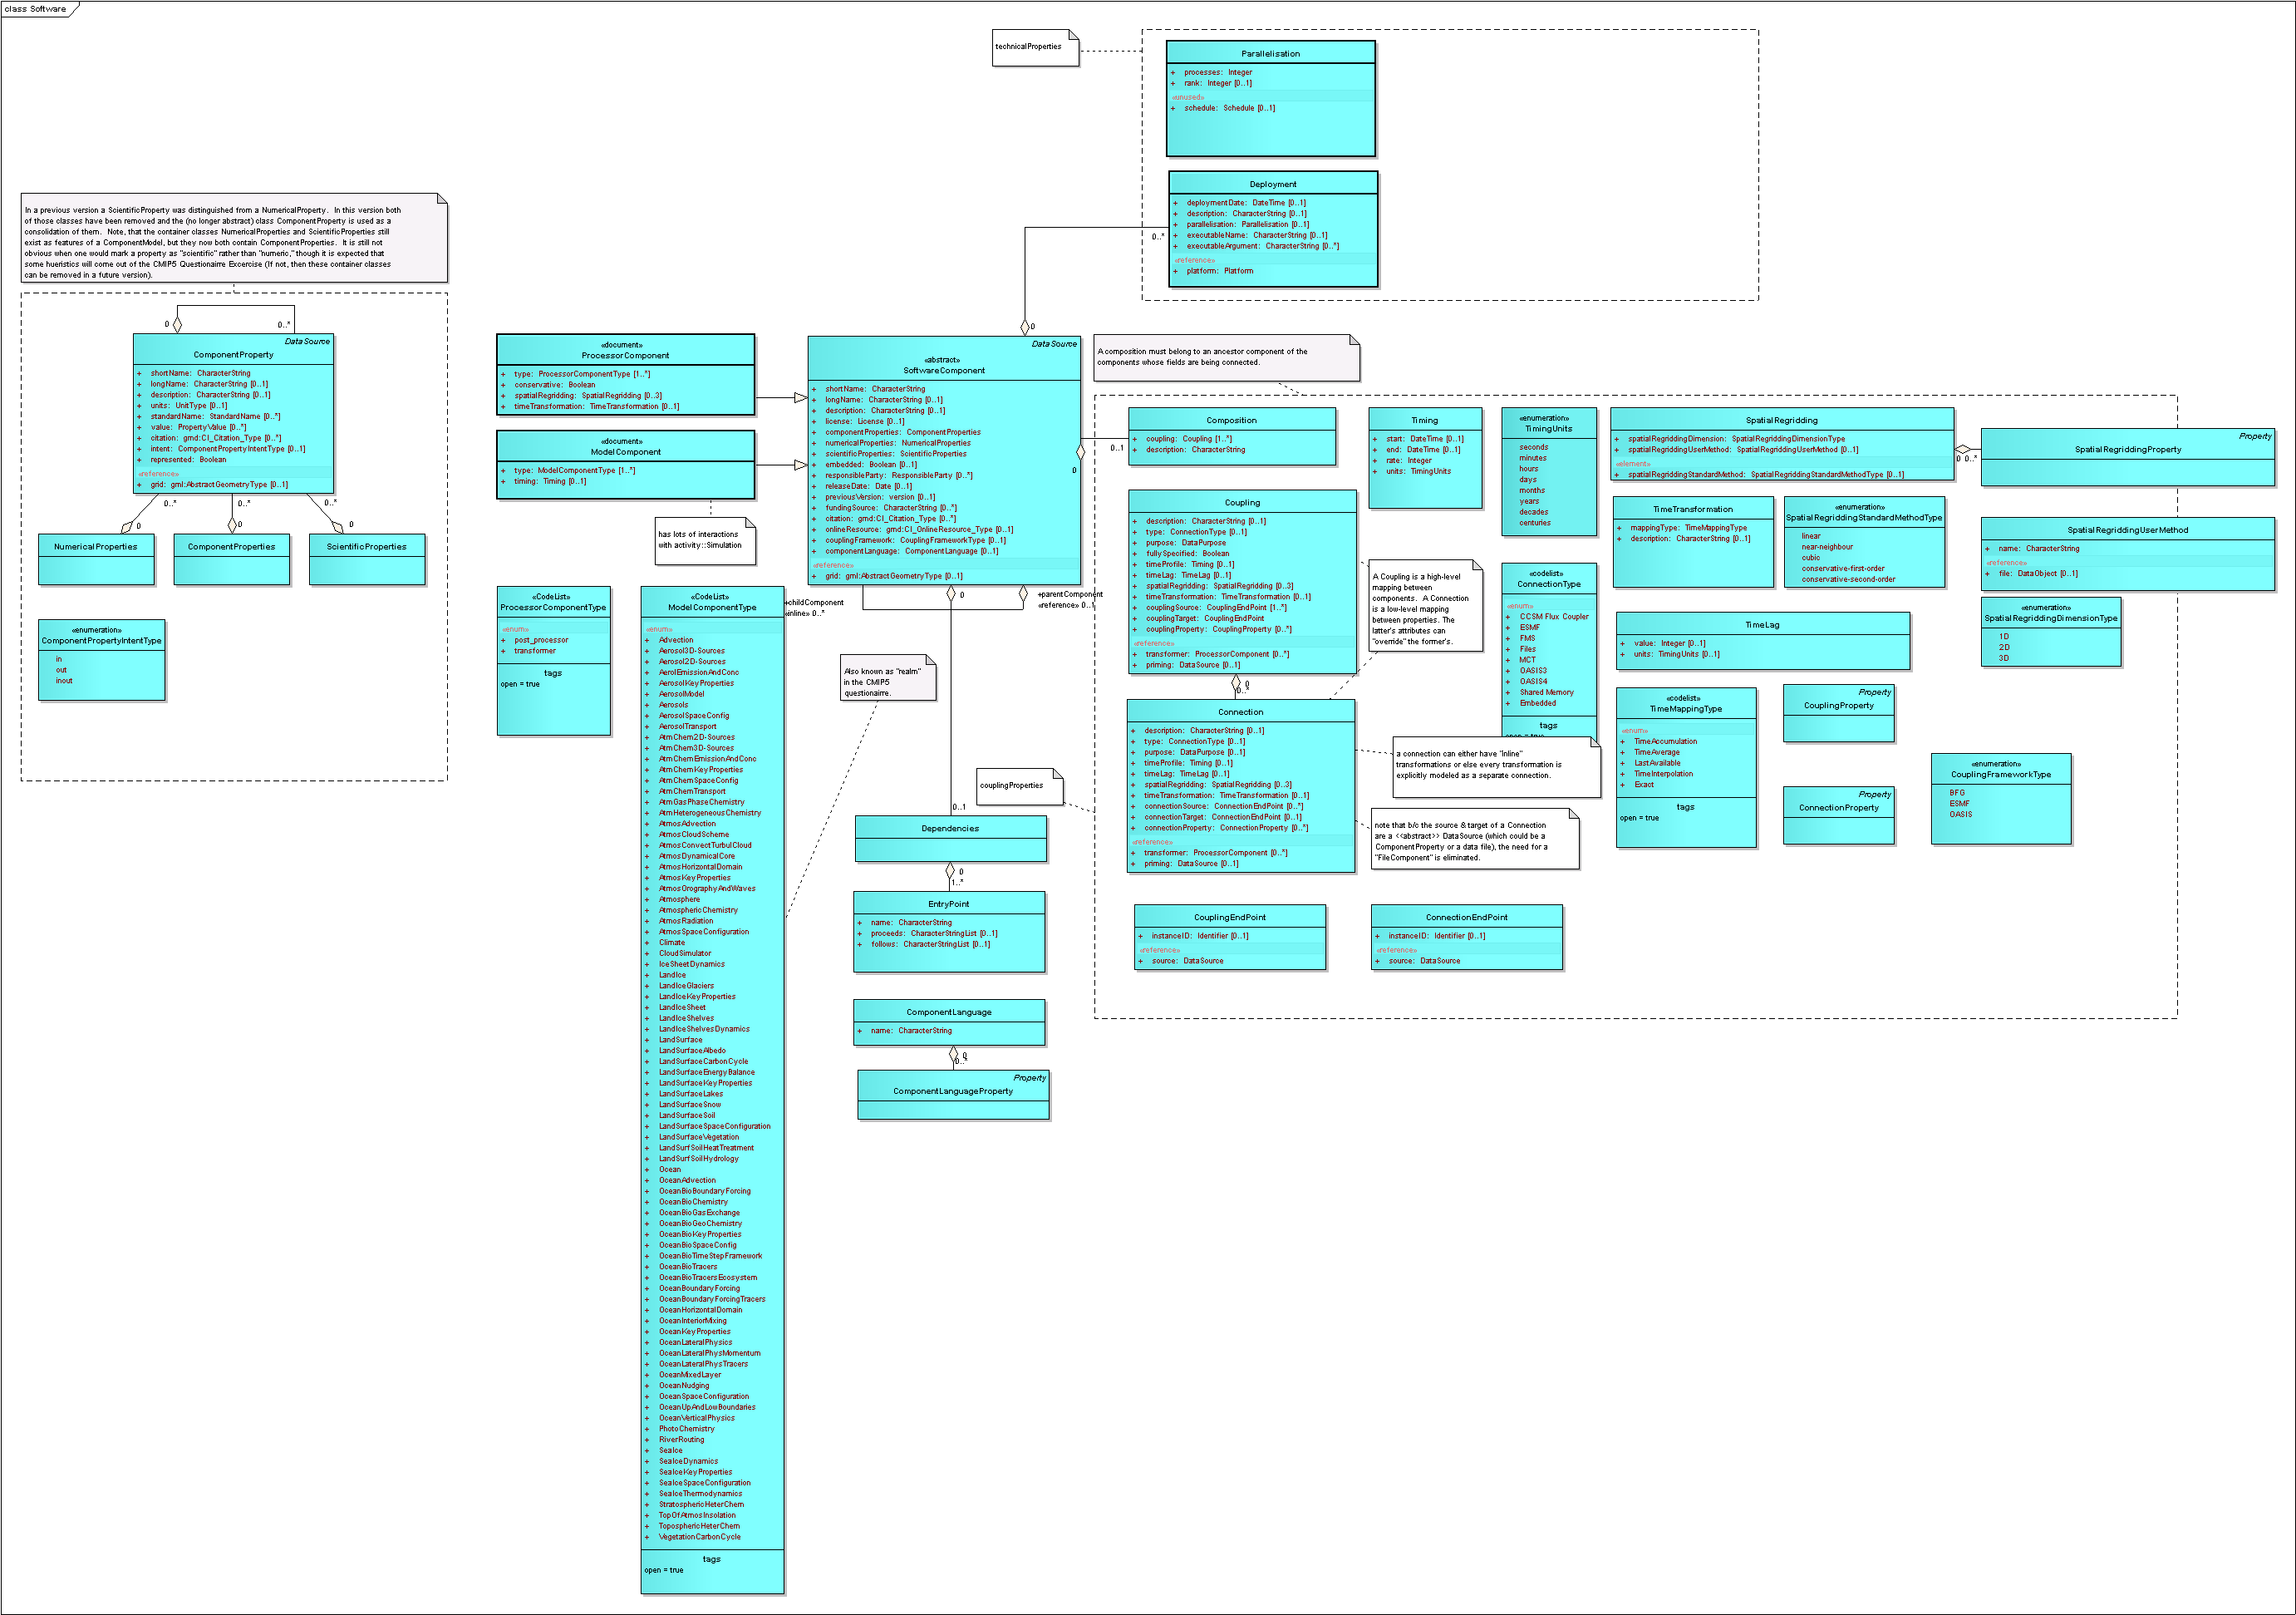 class Software
technicalProperties
Parallelisation
+ processes: Integer
+ rank: Integer [0..1]
«unused»
+ schedule: Schedule [0..1]
Deployment
+ deploymentDate: DateTime [0..1]
+ description: CharacterString [0..1]
+ parallelisation: Parallelisation [0..1]
+ executableName: CharacterString [0..1]
+ executableArgument: CharacterString [0..*]
«reference»
+ platform: Platform
0..*
0
In a previous version a ScientificProperty was distinguished from a NumericalProperty. In this version both
of those classes have been removed and the (no longer abstract) class ComponentProperty is used as a
consolidation of them. Note, that the container classes NumericalProperties and ScientificProperties still
exist as features of a ComponentModel, but they now both contain ComponentProperties. It is still not
obvious when one would mark a property as "scientific" rather than "numeric," though it is expected that
some hueristics will come out of the CMIP5 Questionairre Excercise (If not, then these container classes
can be removed in a future version).
0
0..*
DataSource
ComponentProperty
+ shortName: CharacterString
+ longName: CharacterString [0..1]
+ description: CharacterString [0..1]
+ units: UnitType [0..1]
+ standardName: StandardName [0..*]
+ value: PropertyValue [0..*]
+ citation: gmd:CI_Citation_Type [0..*]
+ intent: ComponentPropertyIntentType [0..1]
+ represented: Boolean
«reference»
+ grid: gml:AbstractGeometryType [0..1]
0..*
0..*
0..*
0
0
0
NumericalProperties
ComponentProperties
ScientificProperties
«enumeration»
ComponentPropertyIntentType
in
out
inout
«document»
ProcessorComponent
+ type: ProcessorComponentType [1..*]
+ conservative: Boolean
+ spatialRegridding: SpatialRegridding [0..3]
+ timeTransformation: TimeTransformation [0..1]
«document»
ModelComponent
+ type: ModelComponentType [1..*]
+ timing: Timing [0..1]
has lots of interactions
with activity::Simulation
DataSource
«abstract»
SoftwareComponent
+ shortName: CharacterString
+ longName: CharacterString [0..1]
+ description: CharacterString [0..1]
+ license: License [0..1]
+ componentProperties: ComponentProperties
+ numericalProperties: NumericalProperties
+ scientificProperties: ScientificProperties
+ embedded: Boolean [0..1]
+ responsibleParty: ResponsibleParty [0..*]
+ releaseDate: Date [0..1]
+ previousVersion: version [0..1]
+ fundingSource: CharacterString [0..*]
+ citation: gmd:CI_Citation_Type [0..*]
+ onlineResource: gmd:CI_OnlineResource_Type [0..1]
+ couplingFramework: CouplingFrameworkType [0..1]
+ componentLanguage: ComponentLanguage [0..1]
«reference»
+ grid: gml:AbstractGeometryType [0..1]
0
0..1
0
+parentComponent
«reference» 0..1
+childComponent
«inline» 0..*
«CodeList»
ProcessorComponentType
«enum»
+ post_processor
+ transformer
tags
open = true
«CodeList»
ModelComponentType
«enum»
+ Advection
+ Aerosol3D-Sources
+ Aerosol2D-Sources
+ AerolEmissionAndConc
+ AerosolKeyProperties
+ AerosolModel
+ Aerosols
+ AerosolSpaceConfig
+ AerosolTransport
+ AtmChem2D-Sources
+ AtmChem3D-Sources
+ AtmChemEmissionAndConc
+ AtmChemKeyProperties
+ AtmChemSpaceConfig
+ AtmChemTransport
+ AtmGasPhaseChemistry
+ AtmHeterogeneousChemistry
+ AtmosAdvection
+ AtmosCloudScheme
+ AtmosConvectTurbulCloud
+ AtmosDynamicalCore
+ AtmosHorizontalDomain
+ AtmosKeyProperties
+ AtmosOrographyAndWaves
+ Atmosphere
+ AtmosphericChemistry
+ AtmosRadiation
+ AtmosSpaceConfiguration
+ Climate
+ CloudSimulator
+ IceSheetDynamics
+ LandIce
+ LandIceGlaciers
+ LandIceKeyProperties
+ LandIceSheet
+ LandIceShelves
+ LandIceShelvesDynamics
+ LandSurface
+ LandSurfaceAlbedo
+ LandSurfaceCarbonCycle
+ LandSurfaceEnergyBalance
+ LandSurfaceKeyProperties
+ LandSurfaceLakes
+ LandSurfaceSnow
+ LandSurfaceSoil
+ LandSurfaceSpaceConfiguration
+ LandSurfaceVegetation
+ LandSurfSoilHeatTreatment
+ LandSurfSoilHydrology
+ Ocean
+ OceanAdvection
+ OceanBioBoundaryForcing
+ OceanBioChemistry
+ OceanBioGasExchange
+ OceanBioGeoChemistry
+ OceanBioKeyProperties
+ OceanBioSpaceConfig
+ OceanBioTimeStepFramework
+ OceanBioTracers
+ OceanBioTracersEcosystem
+ OceanBoundaryForcing
+ OceanBoundaryForcingTracers
+ OceanHorizontalDomain
+ OceanInteriorMixing
+ OceanKeyProperties
+ OceanLateralPhysics
+ OceanLateralPhysMomentum
+ OceanLateralPhysTracers
+ OceanMixedLayer
+ OceanNudging
+ OceanSpaceConfiguration
+ OceanUpAndLowBoundaries
+ OceanVerticalPhysics
+ PhotoChemistry
+ RiverRouting
+ SeaIce
+ SeaIceDynamics
+ SeaIceKeyProperties
+ SeaIceSpaceConfiguration
+ SeaIceThermodynamics
+ StratosphericHeterChem
+ TopOfAtmosInsolation
+ ToposphericHeterChem
+ VegetationCarbonCycle
tags
open = true
Also known as "realm"
in the CMIP5
questionairre.
couplingProperties
0..1
Dependencies
0
1..*
EntryPoint
+ name: CharacterString
+ proceeds: CharacterStringList [0..1]
+ follows: CharacterStringList [0..1]
ComponentLanguage
+ name: CharacterString
0
0..*
Property
ComponentLanguageProperty
A composition must belong to an ancestor component of the
components whose fields are being connected.
Composition
+ coupling: Coupling [1..*]
+ description: CharacterString
Coupling
+ description: CharacterString [0..1]
+ type: ConnectionType [0..1]
+ purpose: DataPurpose
+ fullySpecified: Boolean
+ timeProfile: Timing [0..1]
+ timeLag: TimeLag [0..1]
+ spatialRegridding: SpatialRegridding [0..3]
+ timeTransformation: TimeTransformation [0..1]
+ couplingSource: CouplingEndPoint [1..*]
+ couplingTarget: CouplingEndPoint
+ couplingProperty: CouplingProperty [0..*]
«reference»
+ transformer: ProcessorComponent [0..*]
+ priming: DataSource [0..1]
0
0..*
Connection
+ description: CharacterString [0..1]
+ type: ConnectionType [0..1]
+ purpose: DataPurpose [0..1]
+ timeProfile: Timing [0..1]
+ timeLag: TimeLag [0..1]
+ spatialRegridding: SpatialRegridding [0..3]
+ timeTransformation: TimeTransformation [0..1]
+ connectionSource: ConnectionEndPoint [0..*]
+ connectionTarget: ConnectionEndPoint [0..1]
+ connectionProperty: ConnectionProperty [0..*]
«reference»
+ transformer: ProcessorComponent [0..*]
+ priming: DataSource [0..1]
CouplingEndPoint
+ instanceID: Identifier [0..1]
«reference»
+ source: DataSource
ConnectionEndPoint
+ instanceID: Identifier [0..1]
«reference»
+ source: DataSource
Timing
+ start: DateTime [0..1]
+ end: DateTime [0..1]
+ rate: Integer
+ units: TimingUnits
A Coupling is a high-level
mapping between
components. A Connection
is a low-level mapping
between properties. The
latter's attributes can
"override" the former's.
a connection can either have "inline"
transformations or else every transformation is
explicitly modeled as a separate connection.
note that b/c the source & target of a Connection
are a <<abstract>> DataSource (which could be a
ComponentProperty or a data file), the need for a
"FileComponent" is eliminated.
«enumeration»
TimingUnits
seconds
minutes
hours
days
months
years
decades
centuries
«codelist»
ConnectionType
«enum»
+ CCSM Flux Coupler
+ ESMF
+ FMS
+ Files
+ MCT
+ OASIS3
+ OASIS4
+ Shared Memory
+ Embedded
tags
open = true
SpatialRegridding
+ spatialRegriddingDimension: SpatialRegriddingDimensionType
+ spatialRegriddingUserMethod: SpatialRegriddingUserMethod [0..1]
«element»
+ spatialRegriddingStandardMethod: SpatialRegriddingStandardMethodType [0..1]
0 0..*
Property
SpatialRegriddingProperty
TimeTransformation
+ mappingType: TimeMappingType
+ description: CharacterString [0..1]
«enumeration»
SpatialRegriddingStandardMethodType
linear
near-neighbour
cubic
conservative-first-order
conservative-second-order
SpatialRegriddingUserMethod
+ name: CharacterString
«reference»
+ file: DataObject [0..1]
TimeLag
+ value: Integer [0..1]
+ units: TimingUnits [0..1]
«enumeration»
SpatialRegriddingDimensionType
1D
2D
3D
«codelist»
TimeMappingType
«enum»
+ TimeAccumulation
+ TimeAverage
+ LastAvailable
+ TimeInterpolation
+ Exact
tags
open = true
Property
CouplingProperty
Property
ConnectionProperty
«enumeration»
CouplingFrameworkType
BFG
ESMF
OASIS